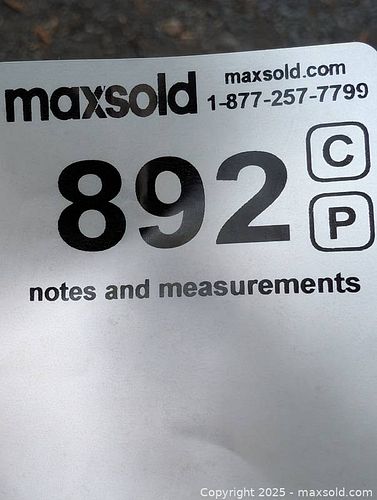 maxsold
maxsold.com
1-877-257-7799
892
C
P
notes and measurements
Copyright 2025 - maxsold.com